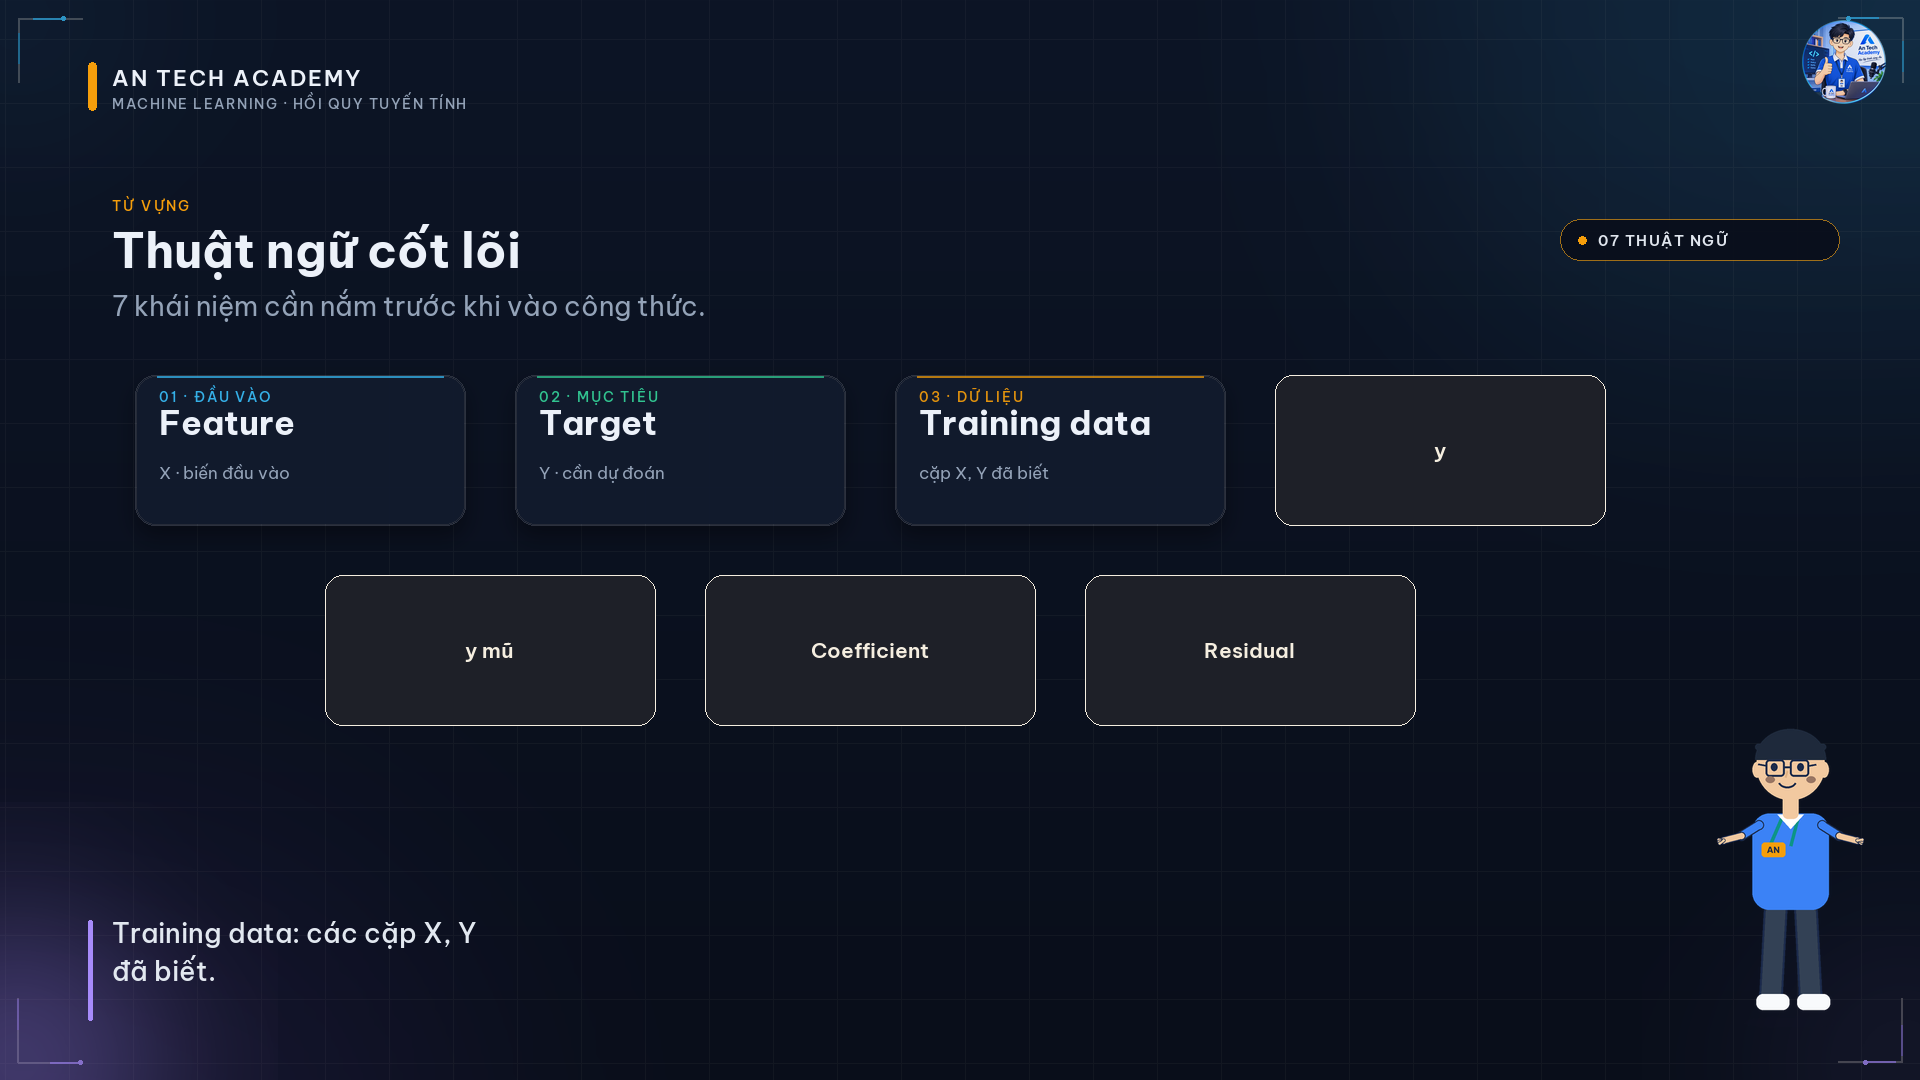 AN TECH ACADEMY
MACHINE LEARNING · HỒI QUY TUYẾN TÍNH
An Tech
Academy
TỪ VỰNG
Thuật ngữ cốt lõi
7 khái niệm cần nắm trước khi vào công thức.
07 THUẬT NGỮ
01 · ĐẦU VÀO
Feature
X · biến đầu vào
02 · MỤC TIÊU
Target
Y · cần dự đoán
03 · DỮ LIỆU
Training data
cặp X, Y đã biết
y
y mũ
Coefficient
Residual
AN
Training data: các cặp X, Y
đã biết.